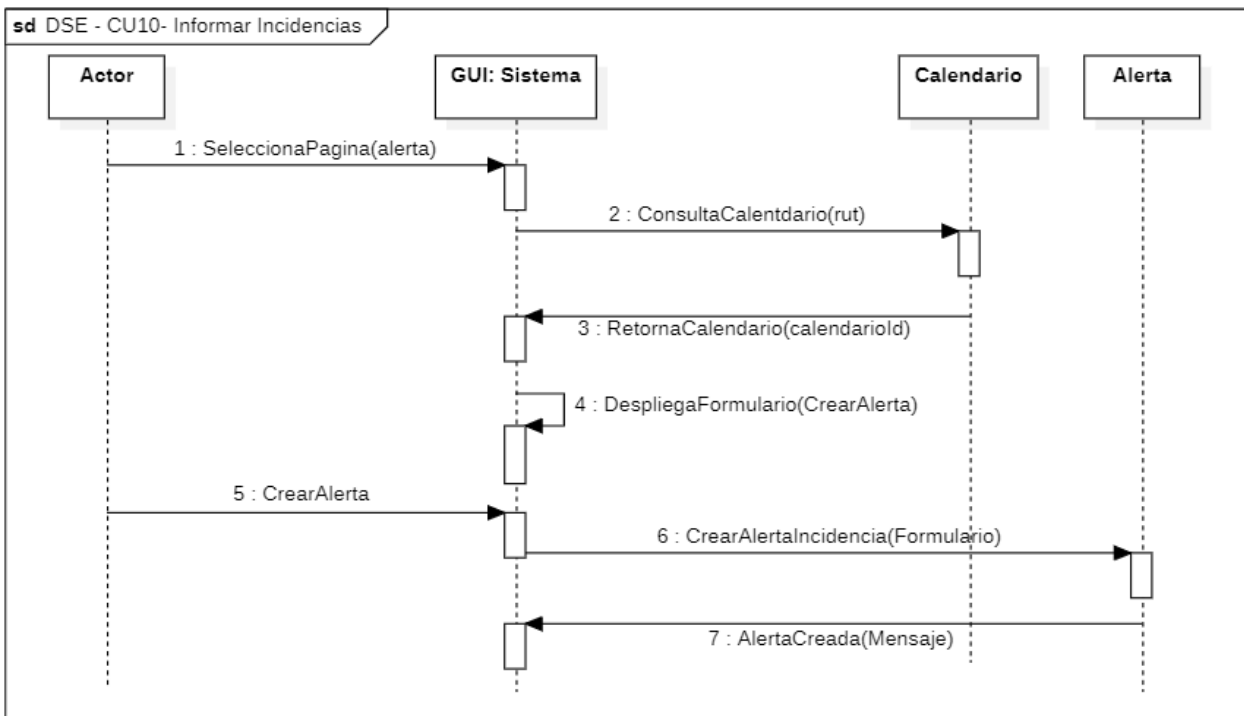 sd DSE - CU10- Informar Incidencias
Actor
GUI: Sistema
Calendario
Alerta
1 : SeleccionaPagina(alerta)
2 : ConsultaCalentdario(rut)
3 : RetornaCalendario(calendarioId)
4 : DespliegaFormulario(CrearAlerta)
5 : CrearAlerta
6 : CrearAlertaIncidencia(Formulario)
7 : AlertaCreada(Mensaje)